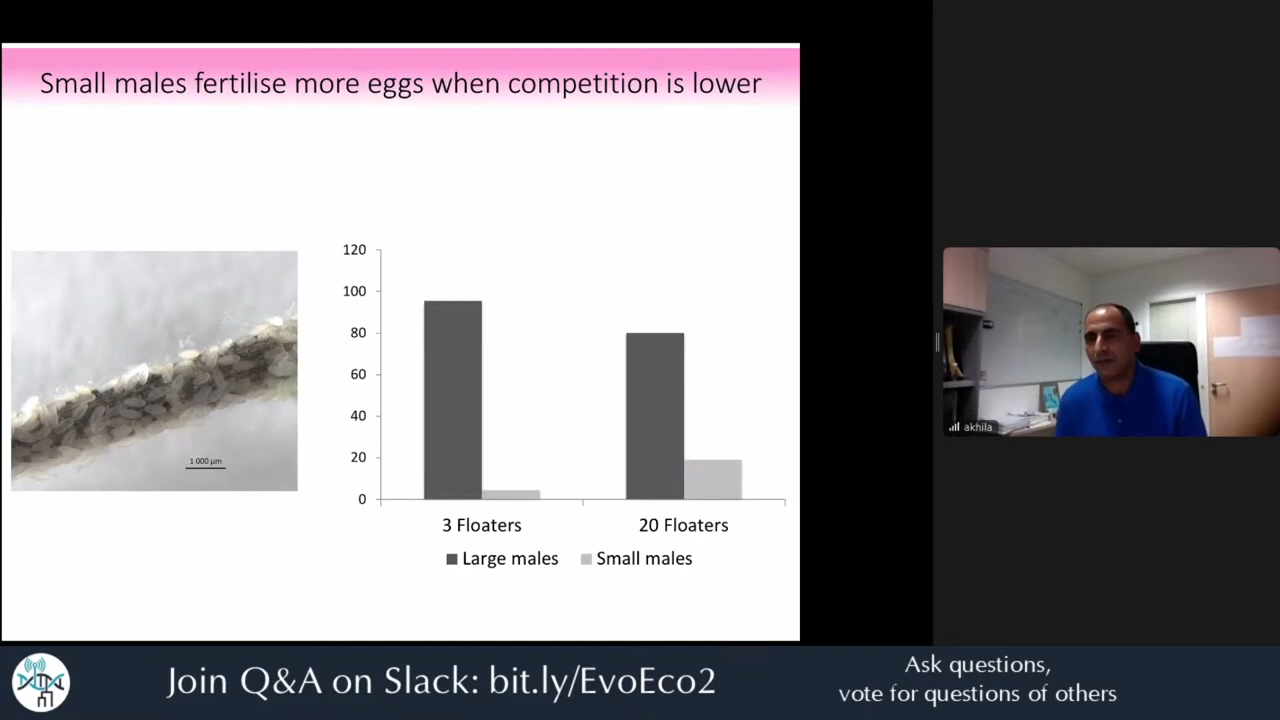 Small males fertilise more eggs when competition is lower
1 000 µm
120
100
80
60
40
20
0
3 Floaters
20 Floaters
Large males
Small males
akhila
Join Q&A on Slack: bit.ly/EvoEco2
Ask questions,
vote for questions of others